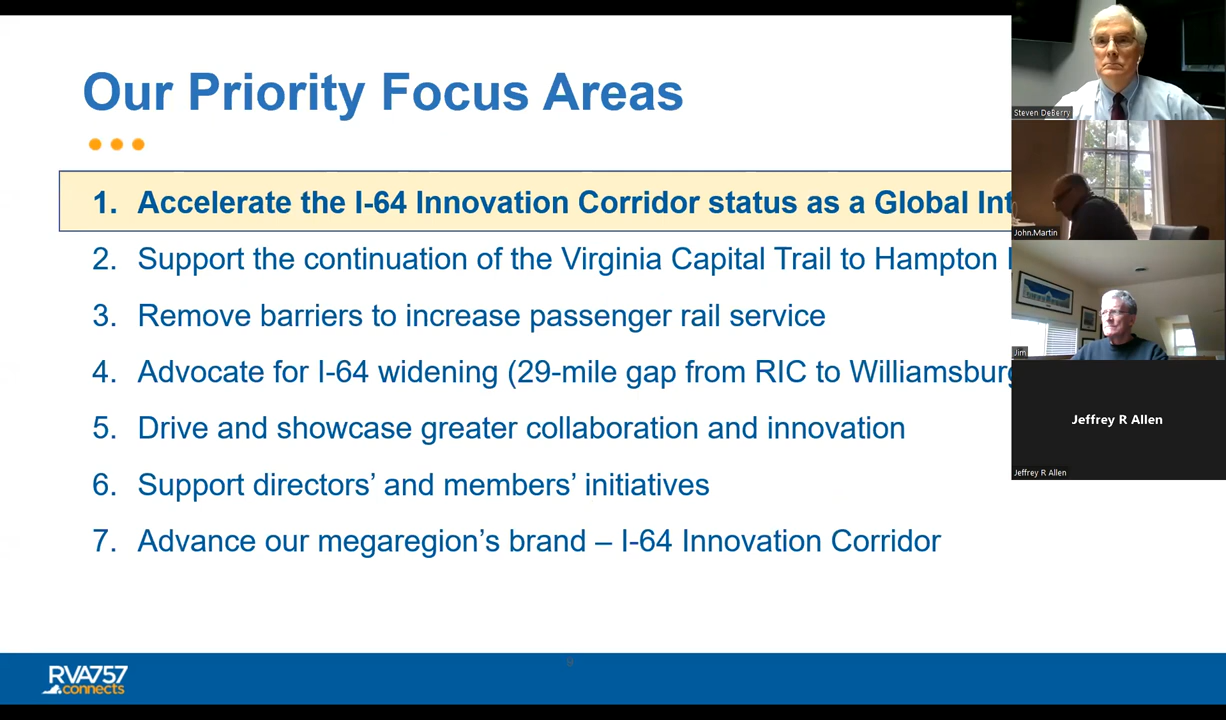 Our Priority Focus Areas
1. Accelerate the I-64 Innovation Corridor status as a Global
2. Support the continuation of the Virginia Capital Trail to Hampton
3. Remove barriers to increase passenger rail service
4. Advocate for I-64 widening (29-mile gap from RIC to Williamsburg
5. Drive and showcase greater collaboration and innovation
6. Support directors’ and members’ initiatives
7. Advance our megaregion’s brand – I-64 Innovation Corridor
9
RVA757
connects
Steven DeBerry
John.Martin
Jim
Jeffrey R Allen
Jeffrey R Allen